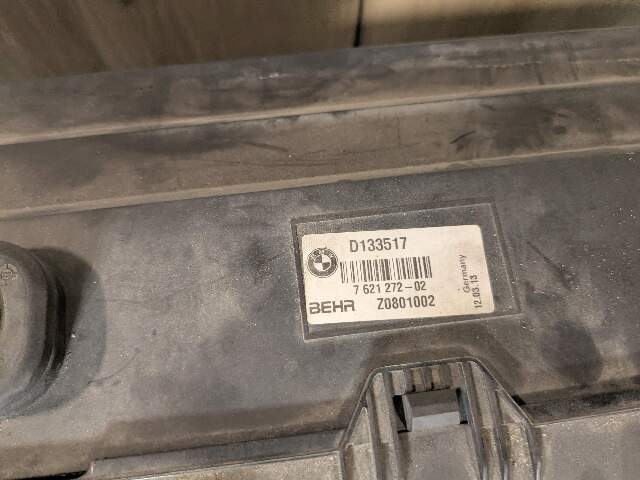 D133517
7 621 272-02
BEHR Z0801002
Germany
12.03.13